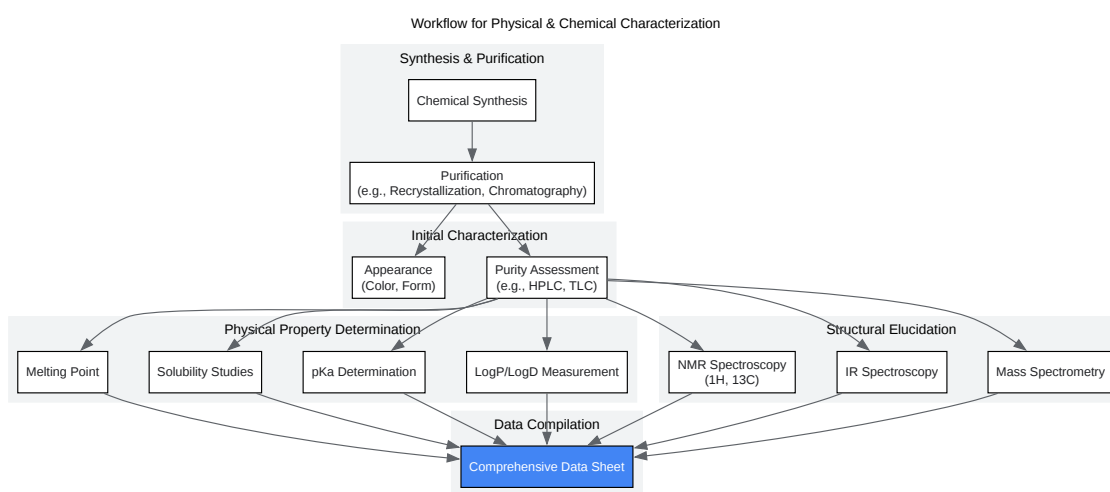 Workflow for Physical & Chemical Characterization
Synthesis & Purification
Chemical Synthesis
Purification
(e.g., Recrystallization, Chromatography)
Initial Characterization
Appearance
(Color, Form)
Purity Assessment
(e.g., HPLC, TLC)
Physical Property Determination
Structural Elucidation
Melting Point
Solubility Studies
pKa Determination
LogP/LogD Measurement
NMR Spectroscopy
(1H, 13C)
IR Spectroscopy
Mass Spectrometry
Data Compilation
Comprehensive Data Sheet